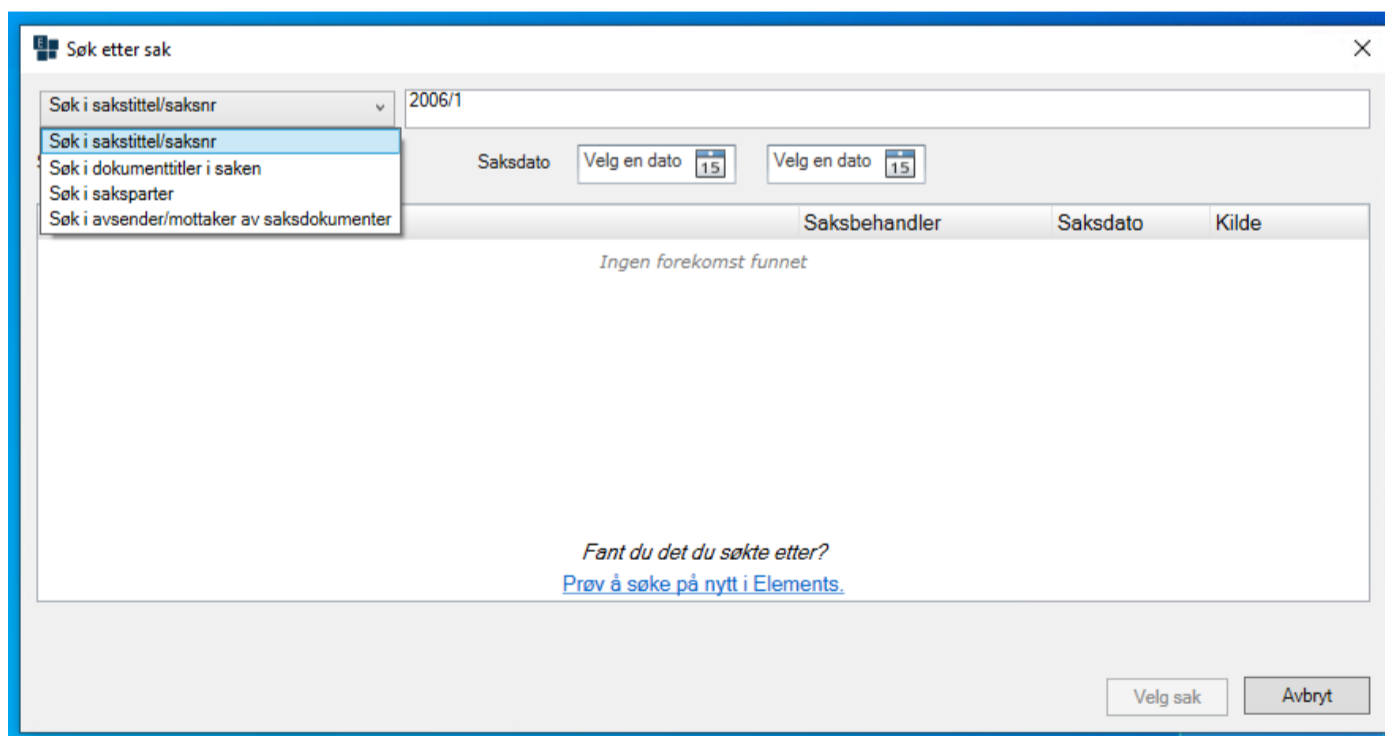 Søk etter sak
Søk i sakstittel/saksnr 2006/1
Søk i sakstittel/saksnr
Søk i dokumenttitler i saken
Søk i saksparter
Søk i avsender/mottaker av saksdokumenter
Saksdato Velg en dato 15 Velg en dato 15
Saksbehandler Saksdato Kilde
Ingen forekomst funnet
Fant du det du søkte etter?
Prøv å søke på nytt i Elements.
Velg sak Avbryt